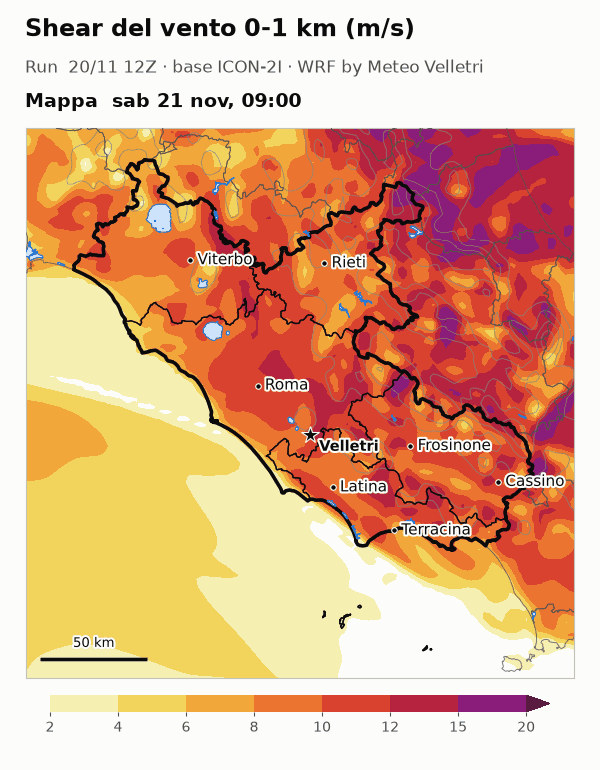 Shear del vento 0-1 km (m/s)
Run  20/11 12Z · base ICON-2I · WRF by Meteo Velletri
Mappa  sab 21 nov, 09:00
Viterbo
Rieti
Roma
Velletri
Frosinone
Cassino
Latina
Terracina
50 km
2 4 6 8 10 12 15 20